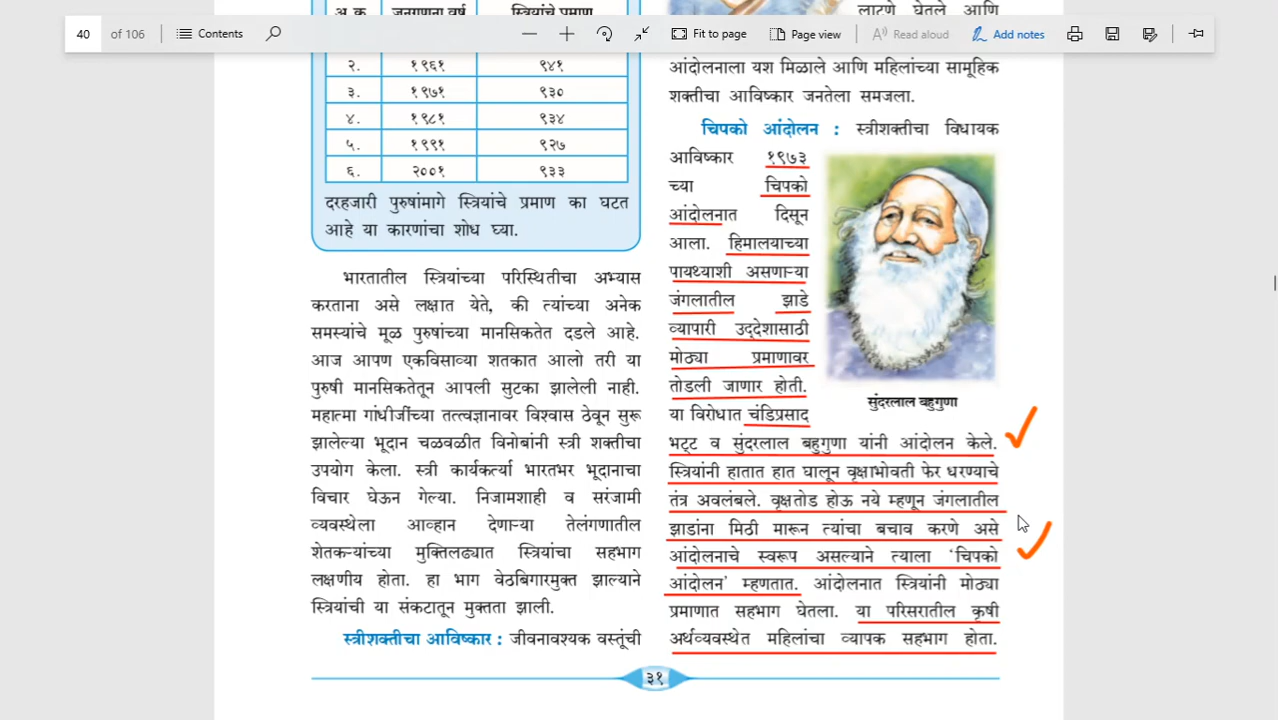 40 of 106 Contents Fit to page Page view Read aloud Add notes
अ.क्र. जनगणना वर्ष स्त्रियांचे प्रमाण
२. १९६१ ९४१
३. १९७१ ९३०
४. १९८१ ९३४
५. १९९१ ९२७
६. २००१ ९३३
दरहजारी पुरुषांमागे स्त्रियांचे प्रमाण का घटत
आहे या कारणांचा शोध घ्या.
भारतातील स्त्रियांच्या परिस्थितीचा अभ्यास
करताना असे लक्षात येते, की त्यांच्या अनेक
समस्यांचे मूळ पुरुषांच्या मानसिकतेत दडले आहे.
आज आपण एकविसाव्या शतकात आलो तरी या
पुरुषी मानसिकतेतून आपली सुटका झालेली नाही.
महात्मा गांधीजींच्या तत्त्वज्ञानावर विश्वास ठेवून सुरू
झालेल्या भूदान चळवळीत विनोबांनी स्त्री शक्तीचा
उपयोग केला. स्त्री कार्यकर्त्या भारतभर भूदानाचा
विचार घेऊन गेल्या. निजामशाही व सरंजामी
व्यवस्थेला आव्हान देणाऱ्या तेलंगणातील
शेतकऱ्यांच्या मुक्तिलढ्यात स्त्रियांचा सहभाग
लक्षणीय होता. हा भाग वेठबिगारमुक्त झाल्याने
स्त्रियांची या संकटातून मुक्तता झाली.
स्त्रीशक्तीचा आविष्कार : जीवनावश्यक वस्तूंची
लाटणे घेतले आणि
आंदोलनाला यश मिळाले आणि महिलांच्या सामूहिक
शक्तीचा आविष्कार जनतेला समजला.
चिपको आंदोलन : स्त्रीशक्तीचा विधायक
आविष्कार १९७३
च्या चिपको
आंदोलनात दिसून
आला. हिमालयाच्या
पायथ्याशी असणाऱ्या
जंगलातील झाडे
व्यापारी उद्देशासाठी
मोठ्या प्रमाणावर
तोडली जाणार होती.
या विरोधात चंडिप्रसाद
सुंदरलाल बहुगुणा
भट्ट व सुंदरलाल बहुगुणा यांनी आंदोलन केले.
स्त्रियांनी हातात हात घालून वृक्षाभोवती फेर धरण्याचे
तंत्र अवलंबले. वृक्षतोड होऊ नये म्हणून जंगलातील
झाडांना मिठी मारून त्यांचा बचाव करणे असे
आंदोलनाचे स्वरूप असल्याने त्याला 'चिपको
आंदोलन' म्हणतात. आंदोलनात स्त्रियांनी मोठ्या
प्रमाणात सहभाग घेतला. या परिसरातील कृषी
अर्थव्यवस्थेत महिलांचा व्यापक सहभाग होता.
३१